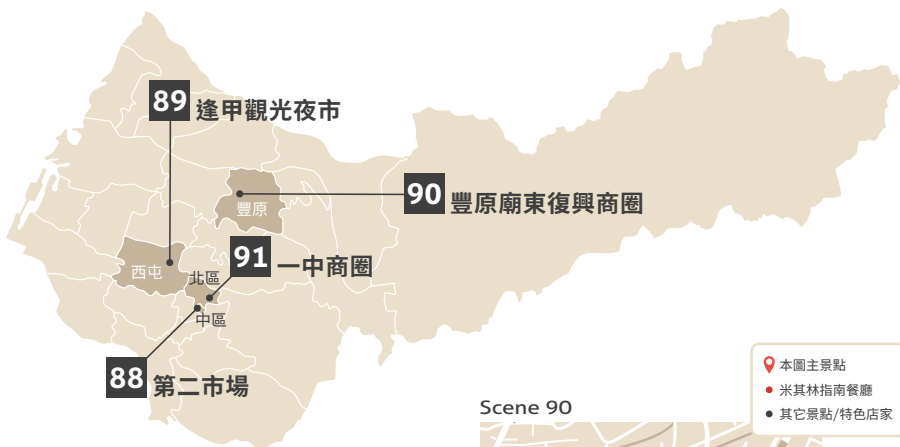 89 逢甲觀光夜市
90 豐原廟東復興商圈
豐原
91 一中商圈
西屯
北區
中區
88 第二市場
本圖主景點
米其林指南餐廳
其它景點/特色店家
Scene 90